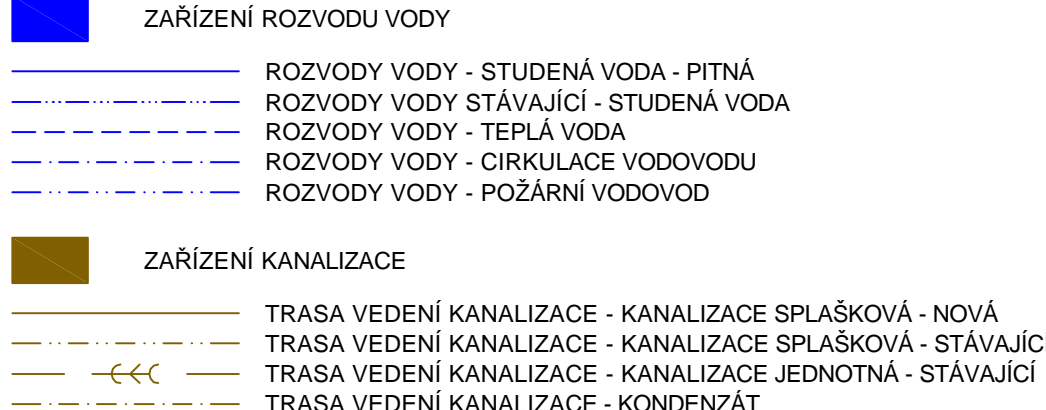 ZAŘÍZENÍ ROZVODU VODY
ROZVODY VODY - STUDENÁ VODA - PITNÁ
ROZVODY VODY STÁVAJÍCÍ - STUDENÁ VODA
ROZVODY VODY - TEPLÁ VODA
ROZVODY VODY - CIRKULACE VODOVODU
ROZVODY VODY - POŽÁRNÍ VODOVOD
ZAŘÍZENÍ KANALIZACE
TRASA VEDENÍ KANALIZACE - KANALIZACE SPLAŠKOVÁ - NOVÁ
TRASA VEDENÍ KANALIZACE - KANALIZACE SPLAŠKOVÁ - STÁVAJÍCÍ
TRASA VEDENÍ KANALIZACE - KANALIZACE JEDNOTNÁ - STÁVAJÍCÍ
TRASA VEDENÍ KANALIZACE - KONDENZÁT